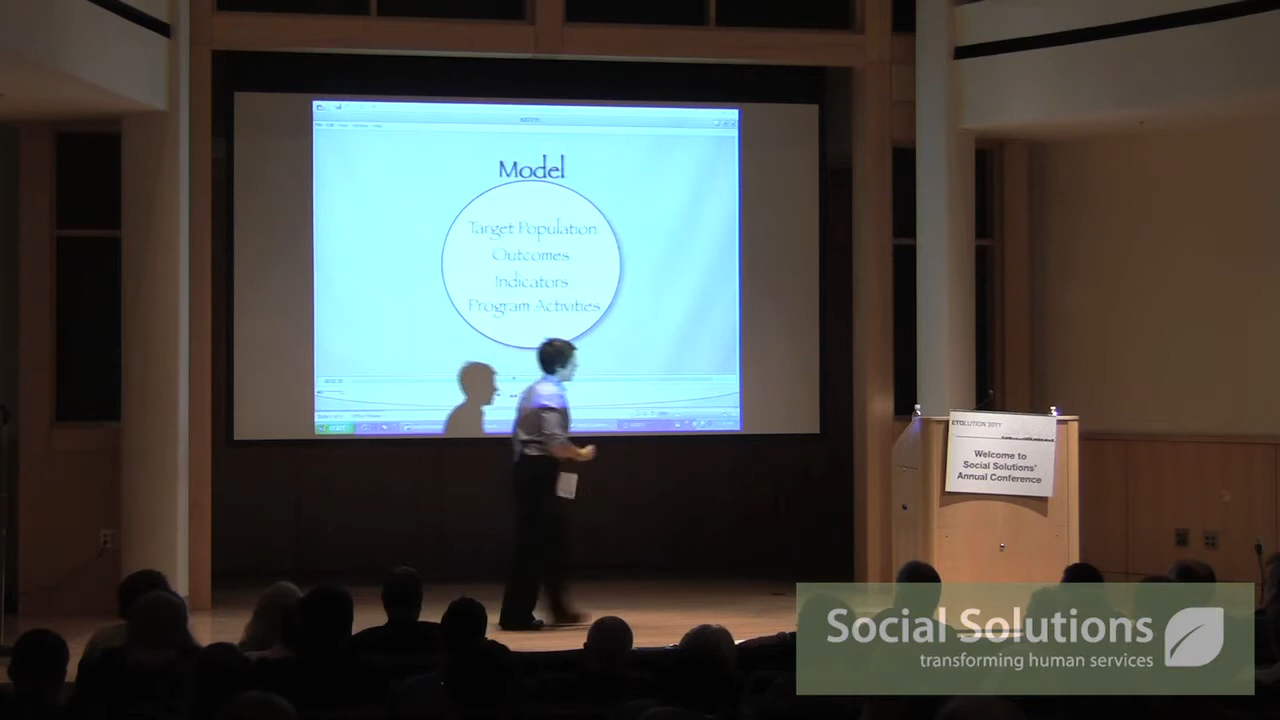 Model
Target Population
Outcomes
Indicators
Program Activities
start
ETOLUTION 2011
Welcome to
Social Solutions'
Annual Conference
Social Solutions
transforming human services